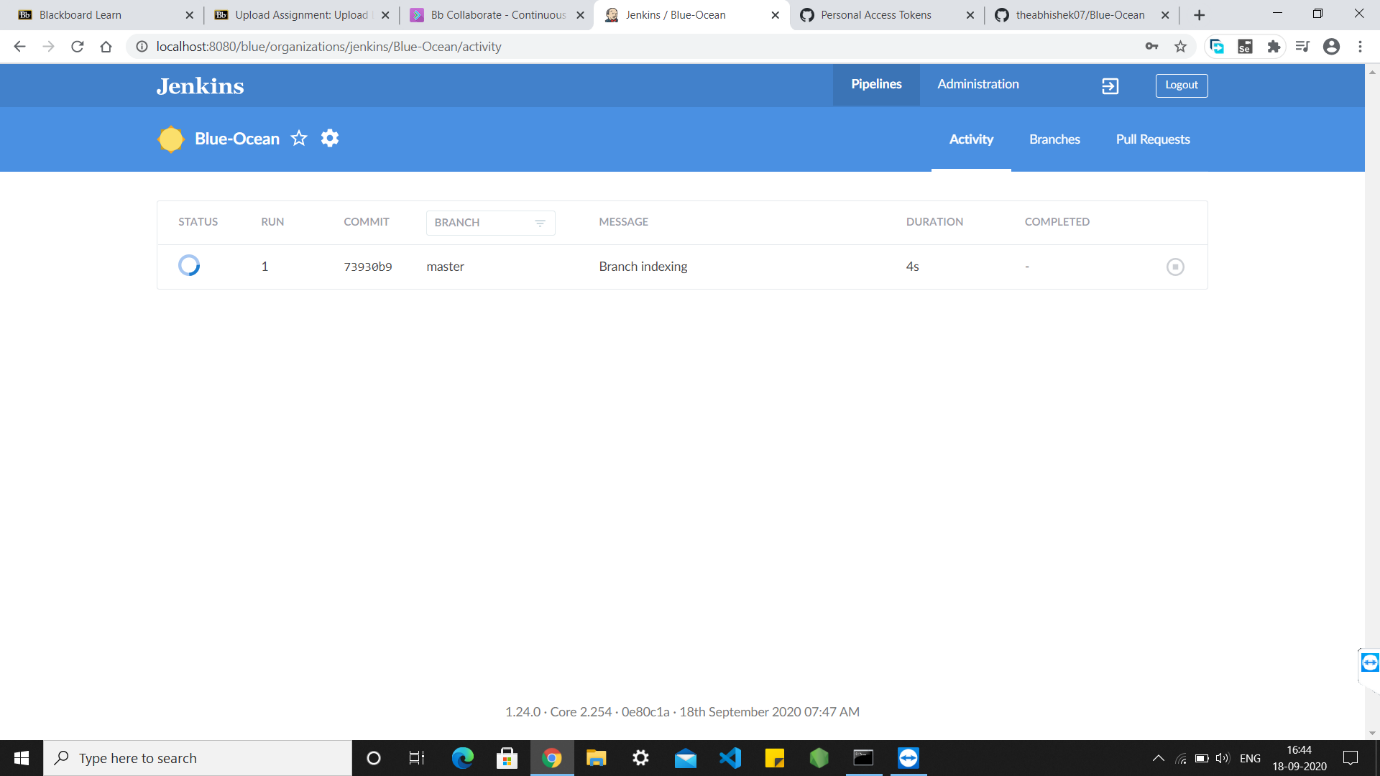 Blackboard Learn
Upload Assignment: Upload
Bb Collaborate - Continuous
Jenkins / Blue-Ocean
Personal Access Tokens
theabhishek07/Blue-Ocean
localhost:8080/blue/organizations/jenkins/Blue-Ocean/activity
Jenkins
Pipelines
Administration
Logout
Blue-Ocean
Activity
Branches
Pull Requests
STATUS RUN COMMIT BRANCH MESSAGE DURATION COMPLETED
1 73930b9 master Branch indexing 4s -
1.24.0 · Core 2.254 · 0e80c1a · 18th September 2020 07:47 AM
Type here to search
ENG
16:44
18-09-2020